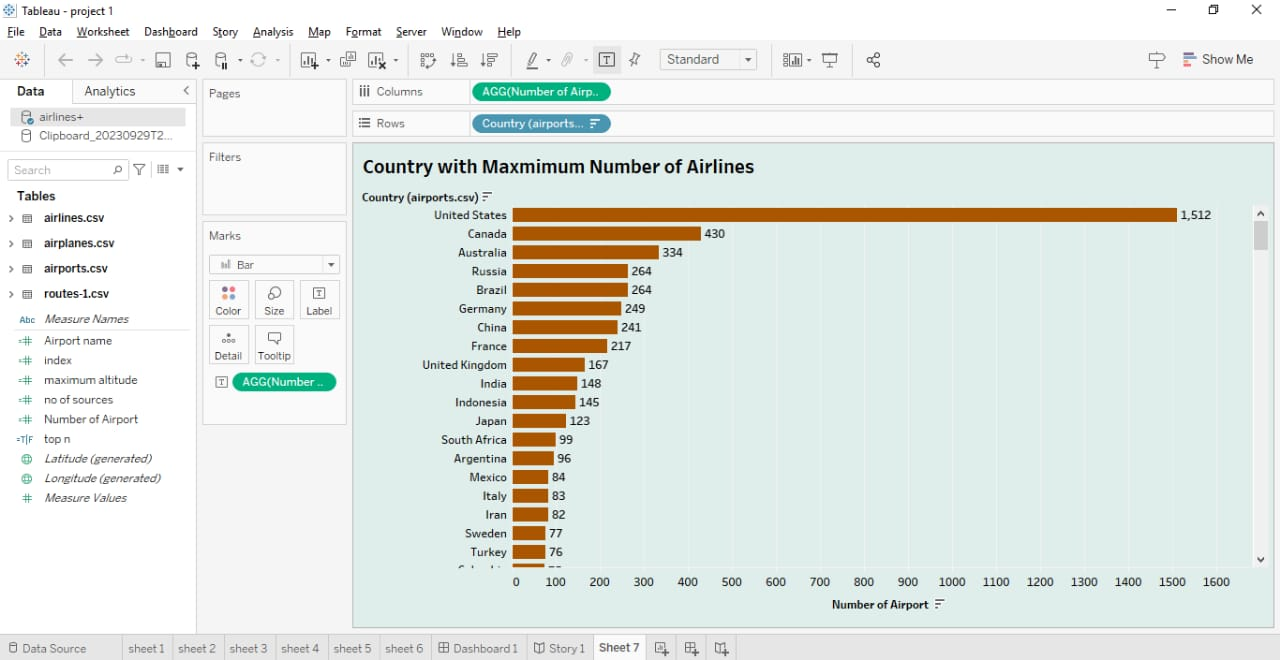 Tableau - project 1
File Data Worksheet Dashboard Story Analysis Map Format Server Window Help
Standard
Show Me
Data Analytics
airlines+
Clipboard_20230929T2...
Search
Tables
airlines.csv
airplanes.csv
airports.csv
routes-1.csv
Abc Measure Names
Airport name
index
maximum altitude
no of sources
Number of Airport
=T|F top n
Latitude (generated)
Longitude (generated)
Measure Values
Pages
Filters
Marks
Bar
Color Size Label
Detail Tooltip
AGG(Number ..
Columns AGG(Number of Airp..
Rows Country (airports...
Country with Maxmimum Number of Airlines
Country (airports.csv)
United States 1,512
Canada 430
Australia 334
Russia 264
Brazil 264
Germany 249
China 241
France 217
United Kingdom 167
India 148
Indonesia 145
Japan 123
South Africa 99
Argentina 96
Mexico 84
Italy 83
Iran 82
Sweden 77
Turkey 76
0 100 200 300 400 500 600 700 800 900 1000 1100 1200 1300 1400 1500 1600
Number of Airport
Data Source sheet 1 sheet 2 sheet 3 sheet 4 sheet 5 sheet 6 Dashboard 1 Story 1 Sheet 7